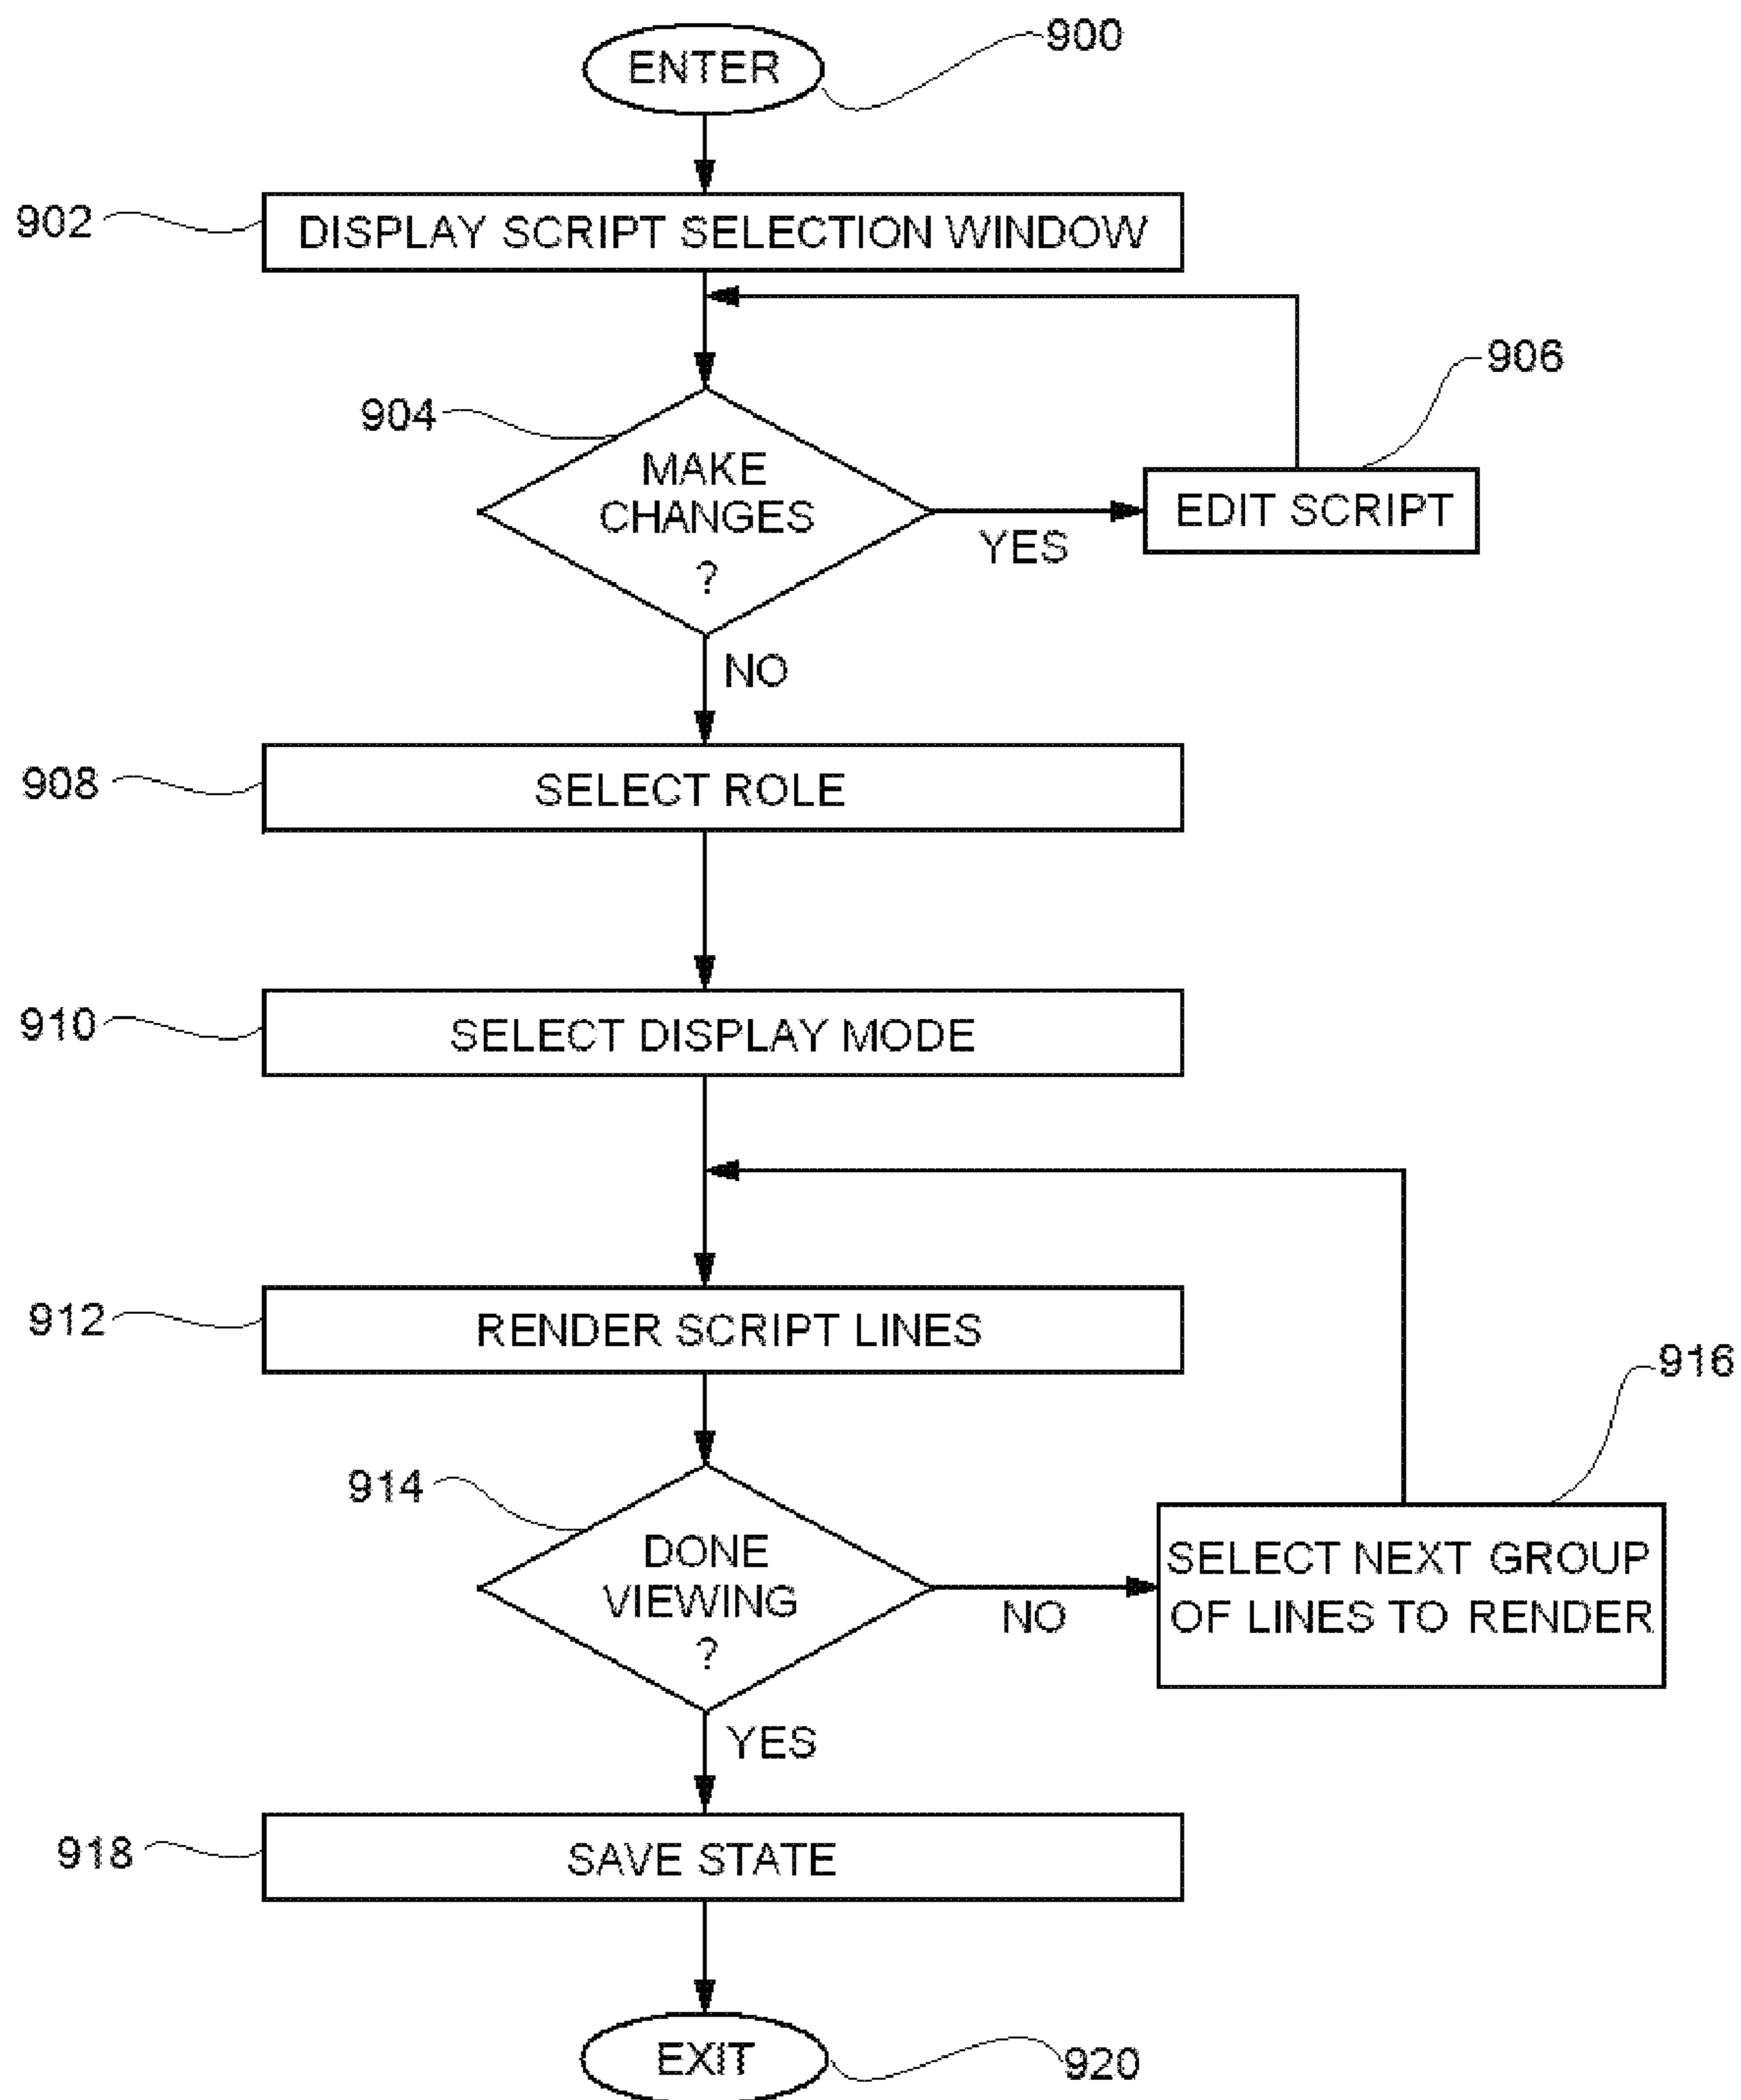 ENTER
900
902
DISPLAY SCRIPT SELECTION WINDOW
906
904
MAKE
CHANGES
?
YES
EDIT SCRIPT
NO
908
SELECT ROLE
910
SELECT DISPLAY MODE
912
RENDER SCRIPT LINES
916
914
DONE
VIEWING
?
NO
SELECT NEXT GROUP
OF LINES TO RENDER
YES
918
SAVE STATE
EXIT
920